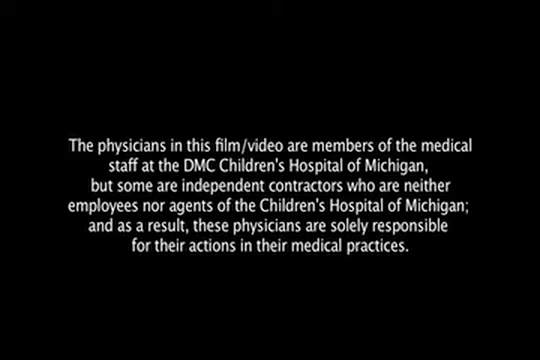 The physicians in this film/video are members of the medical
staff at the DMC Children's Hospital of Michigan,
but some are independent contractors who are neither
employees nor agents of the Children's Hospital of Michigan;
and as a result, these physicians are solely responsible
for their actions in their medical practices.